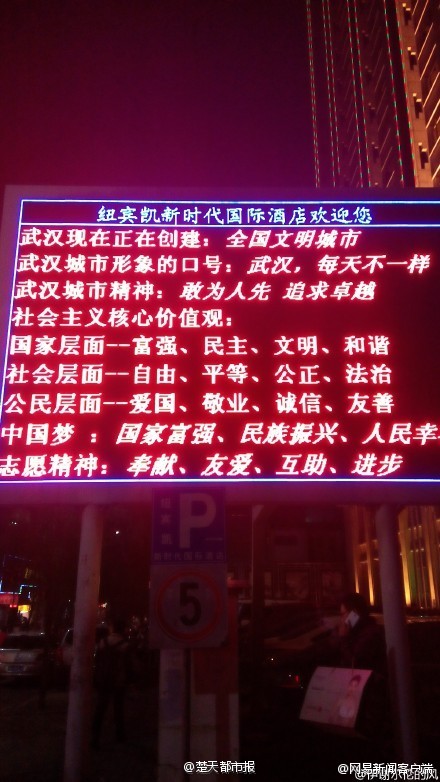 纽宾凯新时代国际酒店欢迎您
武汉现在正在创建：全国文明城市
武汉城市形象的口号：武汉，每天不一样
武汉城市精神：敢为人先 追求卓越
社会主义核心价值观：
国家层面--富强、民主、文明、和谐
社会层面--自由、平等、公正、法治
公民层面--爱国、敬业、诚信、友善
中国梦 ：国家富强、民族振兴、人民幸
志愿精神：奉献、友爱、互助、进步
P
5
@楚天都市报
@网易新闻客户端